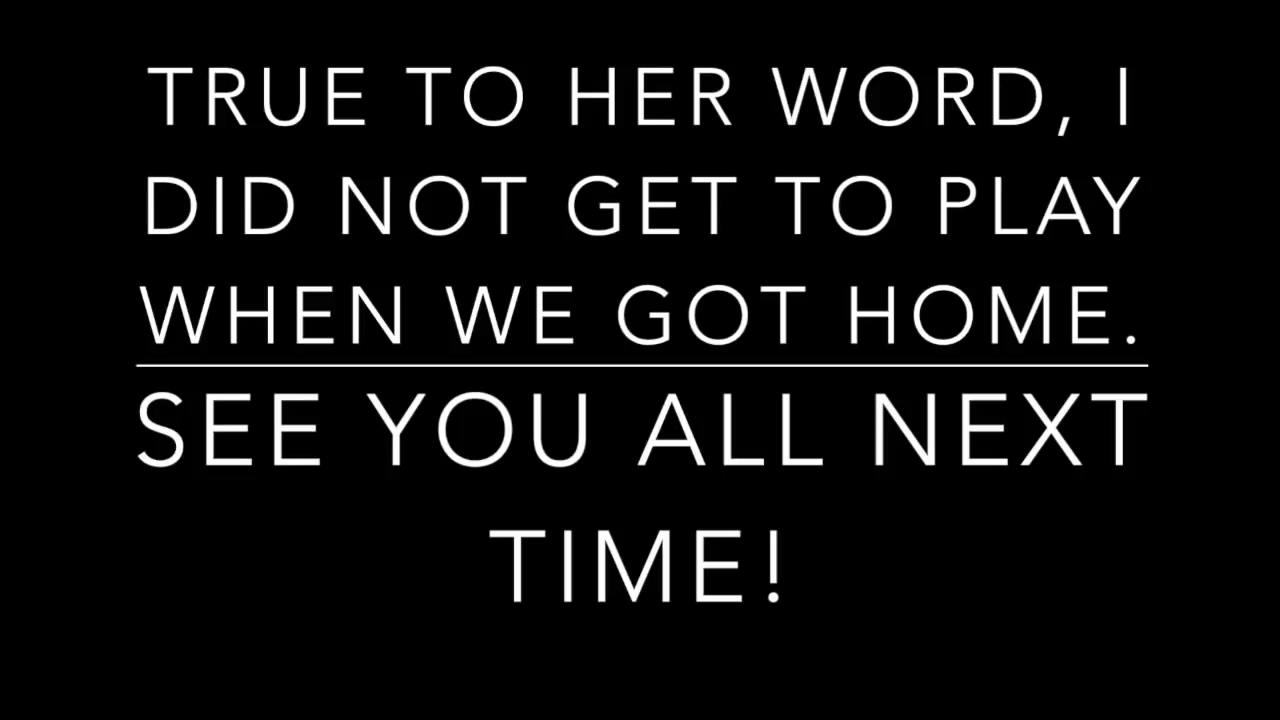 TRUE TO HER WORD, I
DID NOT GET TO PLAY
WHEN WE GOT HOME.
SEE YOU ALL NEXT
TIME!